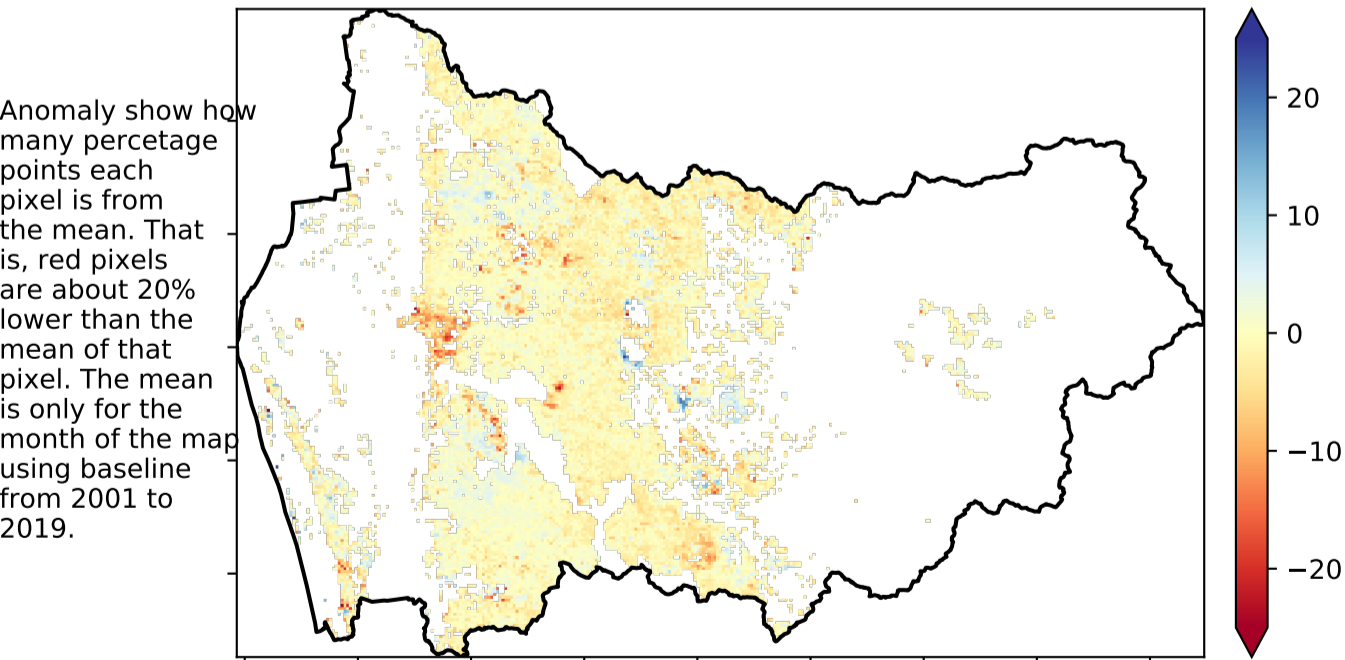 Anomaly show how
many percetage
points each
pixel is from
the mean. That
is, red pixels
are about 20%
lower than the
mean of that
pixel. The mean
is only for the
month of the map
using baseline
from 2001 to
2019.
20
10
0
−10
−20